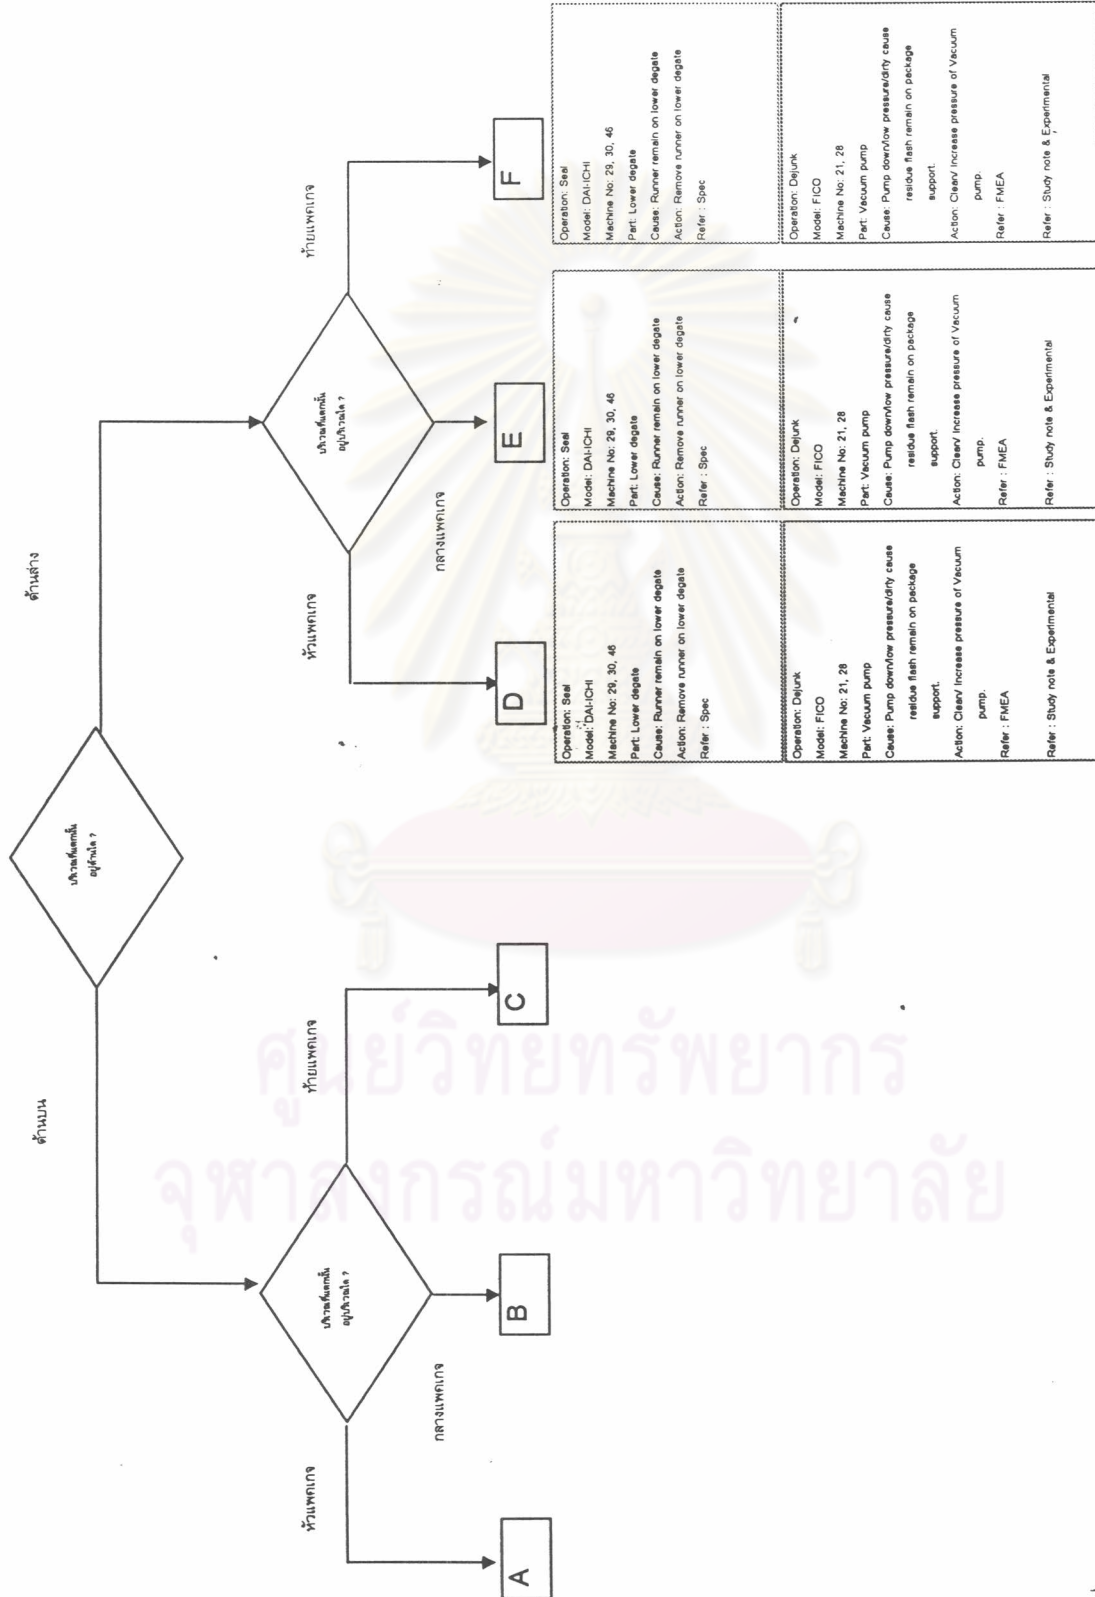 บริเวณที่แตกนั้น
อยู่ด้านใด ?
ด้านบน
ด้านล่าง
บริเวณที่แตกนั้น
อยู่บริเวณใด ?
หัวแพคเกจ
กลางแพคเกจ
ท้ายแพคเกจ
A
B
C
บริเวณที่แตกนั้น
อยู่บริเวณใด ?
หัวแพคเกจ
กลางแพคเกจ
ท้ายแพคเกจ
D
E
F
Operation: Seal
Model: DAI-ICHI
Machine No: 29, 30, 46
Part: Lower degate
Cause: Runner remain on lower degate
Action: Remove runner on lower degate
Refer : Spec
Operation: Dejunk
Model: FICO
Machine No: 21, 28
Part: Vacuum pump
Cause: Pump down/low pressure/dirty cause
residue flash remain on package
support.
Action: Clean/ Increase pressure of Vacuum
pump.
Refer : FMEA
Refer : Study note & Experimental
Operation: Seal
Model: DAI-ICHI
Machine No: 29, 30, 46
Part: Lower degate
Cause: Runner remain on lower degate
Action: Remove runner on lower degate
Refer : Spec
Operation: Dejunk
Model: FICO
Machine No: 21, 28
Part: Vacuum pump
Cause: Pump down/low pressure/dirty cause
residue flash remain on package
support.
Action: Clean/ Increase pressure of Vacuum
pump.
Refer : FMEA
Refer : Study note & Experimental
Operation: Seal
Model: DAI-ICHI
Machine No: 29, 30, 46
Part: Lower degate
Cause: Runner remain on lower degate
Action: Remove runner on lower degate
Refer : Spec
Operation: Dejunk
Model: FICO
Machine No: 21, 28
Part: Vacuum pump
Cause: Pump down/low pressure/dirty cause
residue flash remain on package
support.
Action: Clean/ Increase pressure of Vacuum
pump.
Refer : FMEA
Refer : Study note & Experimental
ศูนย์วิทยทรัพยากร
จุฬาลงกรณ์มหาวิทยาลัย